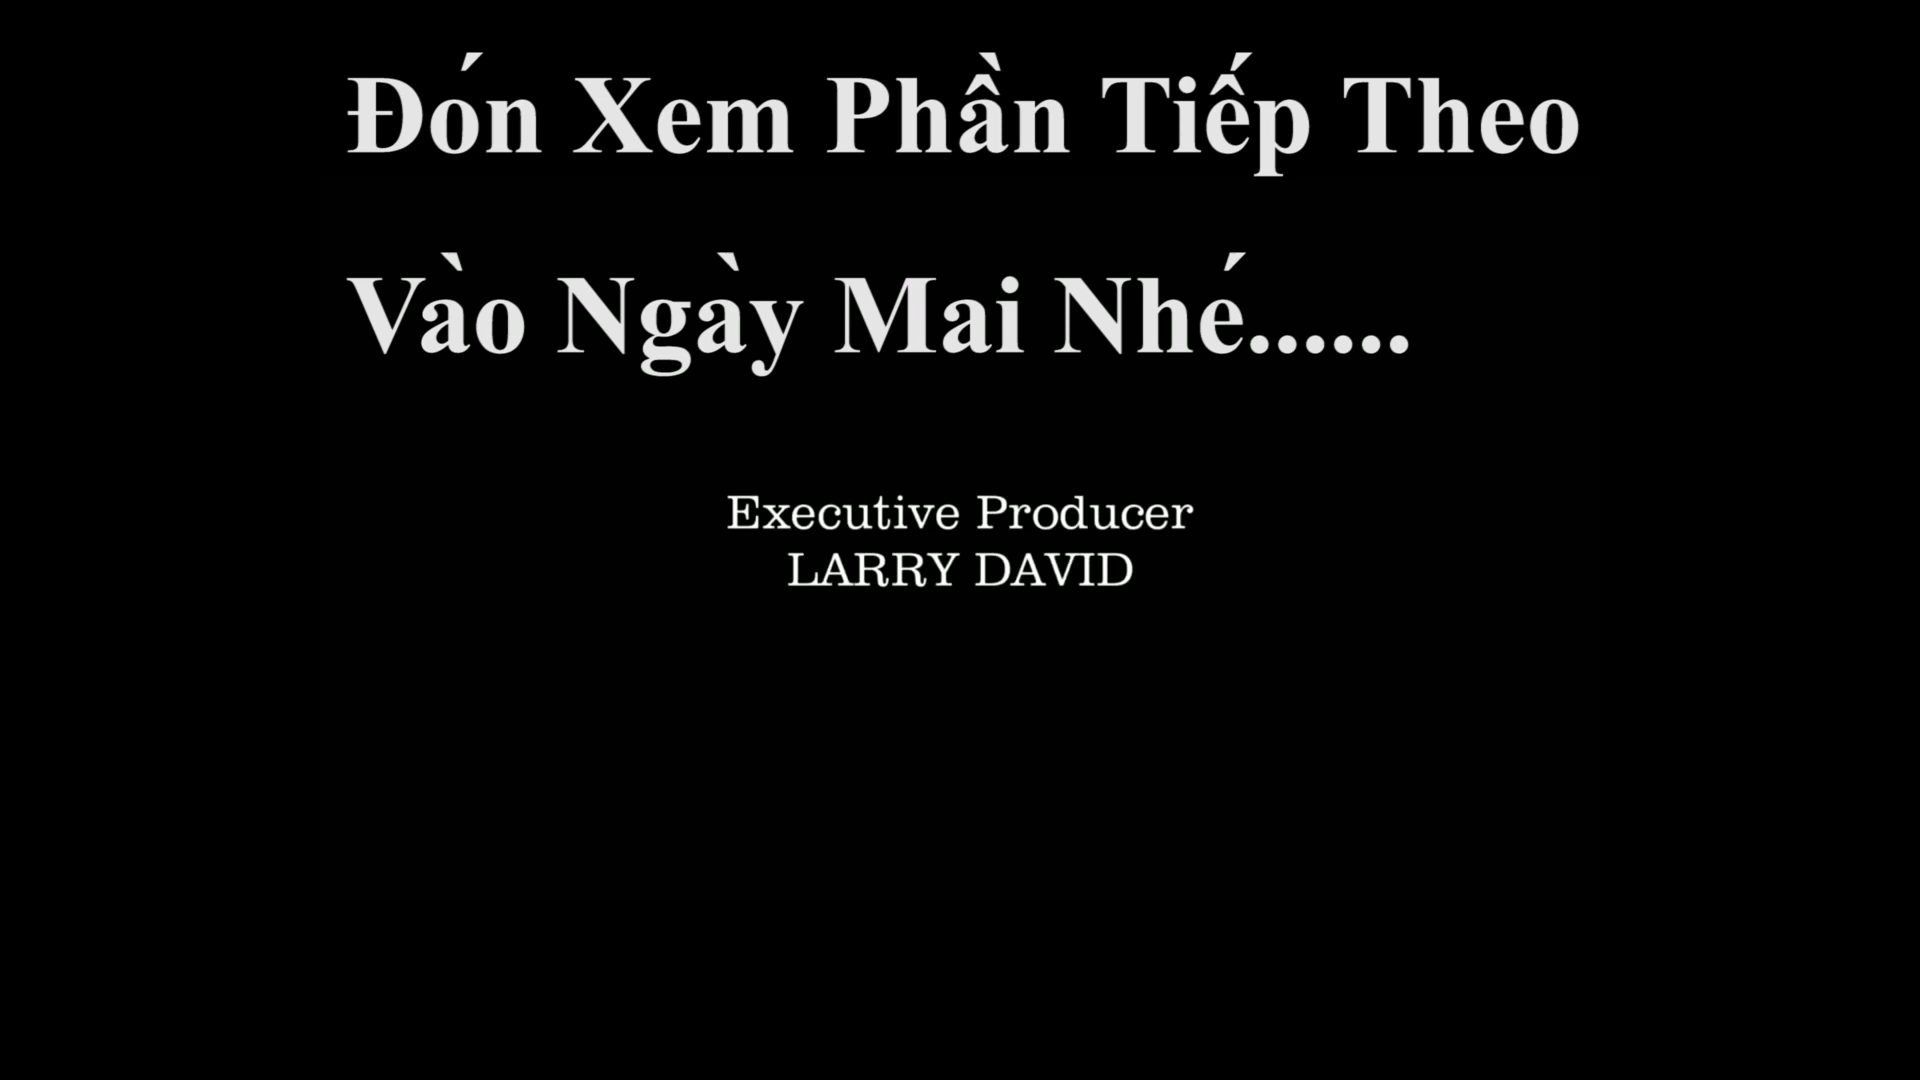 Đón Xem Phần Tiếp Theo
Vào Ngày Mai Nhé......
Executive Producer
LARRY DAVID